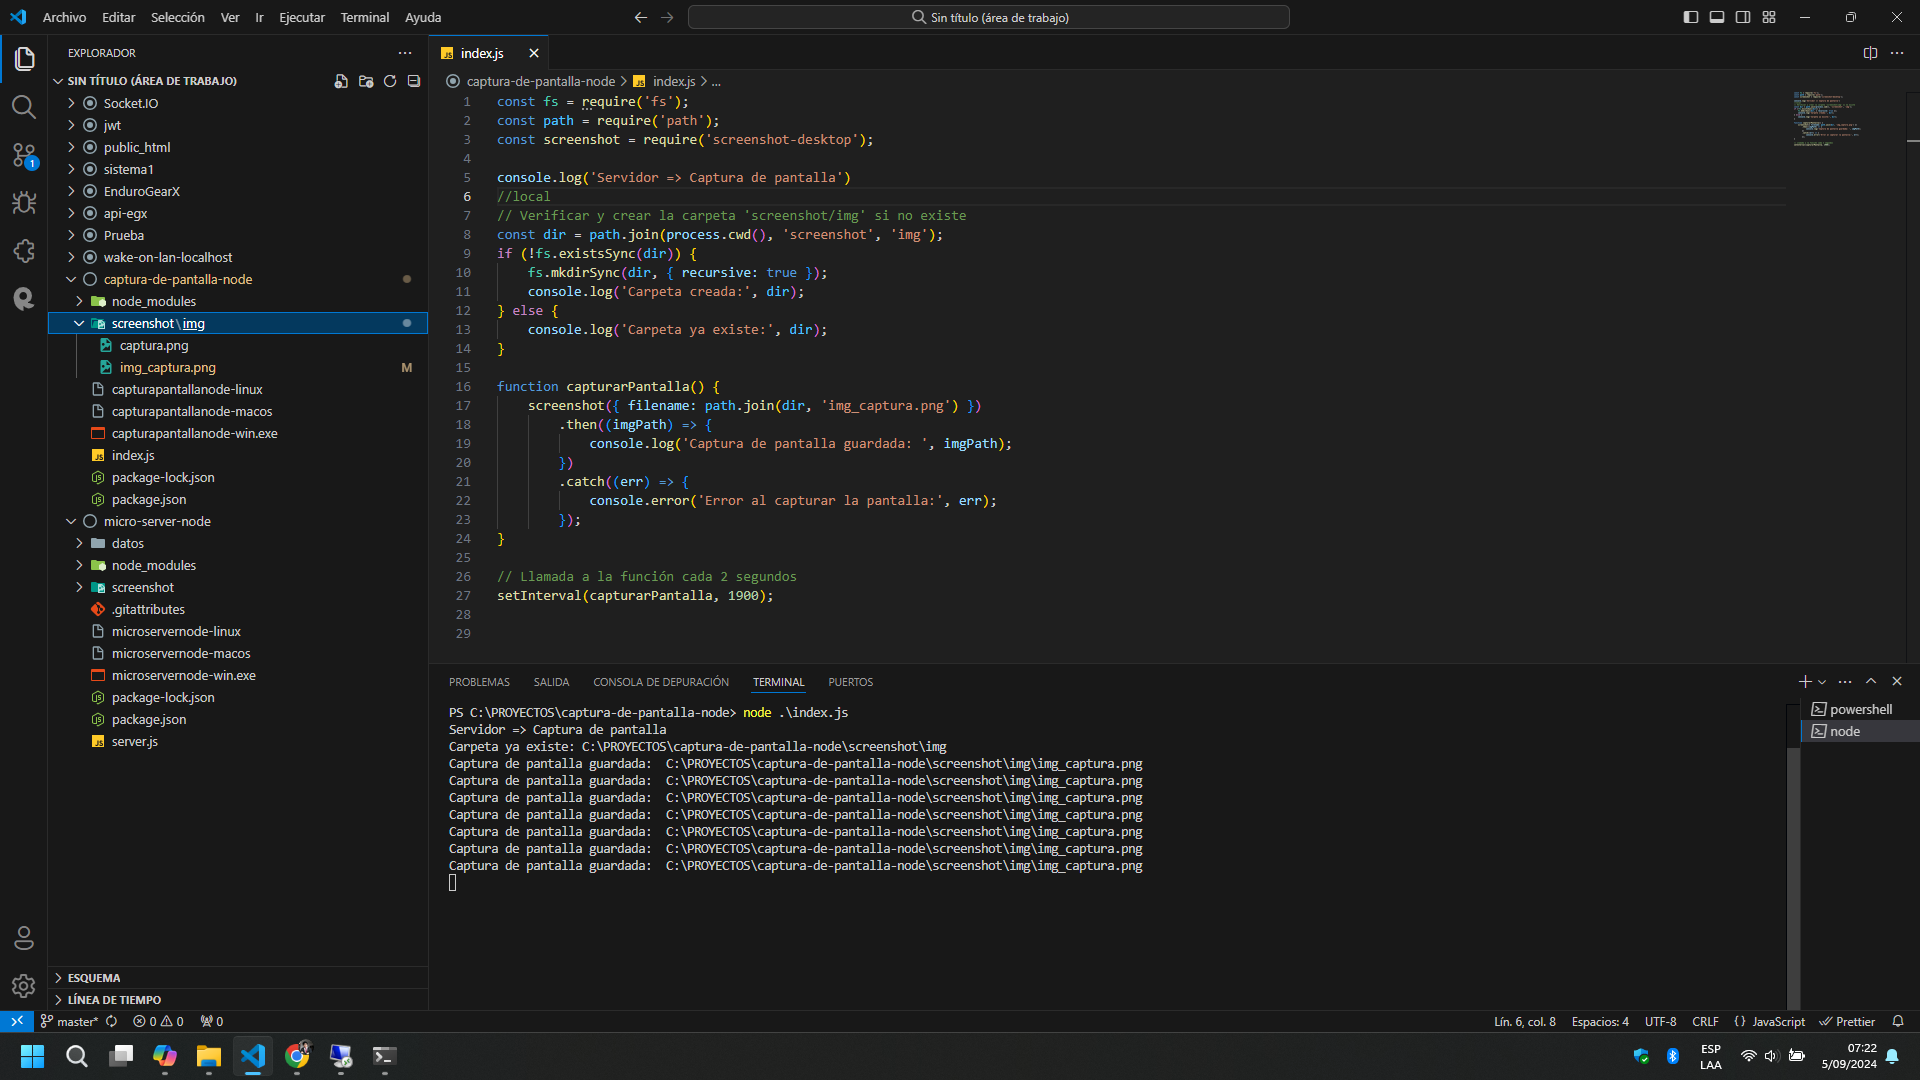 Archivo Editar Selección Ver Ir Ejecutar Terminal Ayuda
Sin título (área de trabajo)
EXPLORADOR
SIN TÍTULO (ÁREA DE TRABAJO)
Socket.IO
jwt
public_html
sistema1
EnduroGearX
api-egx
Prueba
wake-on-lan-localhost
captura-de-pantalla-node
node_modules
screenshot\img
captura.png
img_captura.png M
capturapantallanode-linux
capturapantallanode-macos
capturapantallanode-win.exe
index.js
package-lock.json
package.json
micro-server-node
datos
node_modules
screenshot
.gitattributes
microservernode-linux
microservernode-macos
microservernode-win.exe
package-lock.json
package.json
server.js
ESQUEMA
LÍNEA DE TIEMPO
1
JS index.js
captura-de-pantalla-node > JS index.js > ...
1 const fs = require('fs');
2 const path = require('path');
3 const screenshot = require('screenshot-desktop');
4
5 console.log('Servidor => Captura de pantalla')
6 //local
7 // Verificar y crear la carpeta 'screenshot/img' si no existe
8 const dir = path.join(process.cwd(), 'screenshot', 'img');
9 if (!fs.existsSync(dir)) {
10 fs.mkdirSync(dir, { recursive: true });
11 console.log('Carpeta creada:', dir);
12 } else {
13 console.log('Carpeta ya existe:', dir);
14 }
15
16 function capturarPantalla() {
17 screenshot({ filename: path.join(dir, 'img_captura.png') })
18 .then((imgPath) => {
19 console.log('Captura de pantalla guardada: ', imgPath);
20 })
21 .catch((err) => {
22 console.error('Error al capturar la pantalla:', err);
23 });
24 }
25
26 // Llamada a la función cada 2 segundos
27 setInterval(capturarPantalla, 1900);
28
29
PROBLEMAS SALIDA CONSOLA DE DEPURACIÓN TERMINAL PUERTOS
PS C:\PROYECTOS\captura-de-pantalla-node> node .\index.js
Servidor => Captura de pantalla
Carpeta ya existe: C:\PROYECTOS\captura-de-pantalla-node\screenshot\img
Captura de pantalla guardada:  C:\PROYECTOS\captura-de-pantalla-node\screenshot\img\img_captura.png
Captura de pantalla guardada:  C:\PROYECTOS\captura-de-pantalla-node\screenshot\img\img_captura.png
Captura de pantalla guardada:  C:\PROYECTOS\captura-de-pantalla-node\screenshot\img\img_captura.png
Captura de pantalla guardada:  C:\PROYECTOS\captura-de-pantalla-node\screenshot\img\img_captura.png
Captura de pantalla guardada:  C:\PROYECTOS\captura-de-pantalla-node\screenshot\img\img_captura.png
Captura de pantalla guardada:  C:\PROYECTOS\captura-de-pantalla-node\screenshot\img\img_captura.png
Captura de pantalla guardada:  C:\PROYECTOS\captura-de-pantalla-node\screenshot\img\img_captura.png
powershell
node
master* 0 0 0
Lín. 6, col. 8 Espacios: 4 UTF-8 CRLF {} JavaScript Prettier
ESP
LAA
07:22
5/09/2024